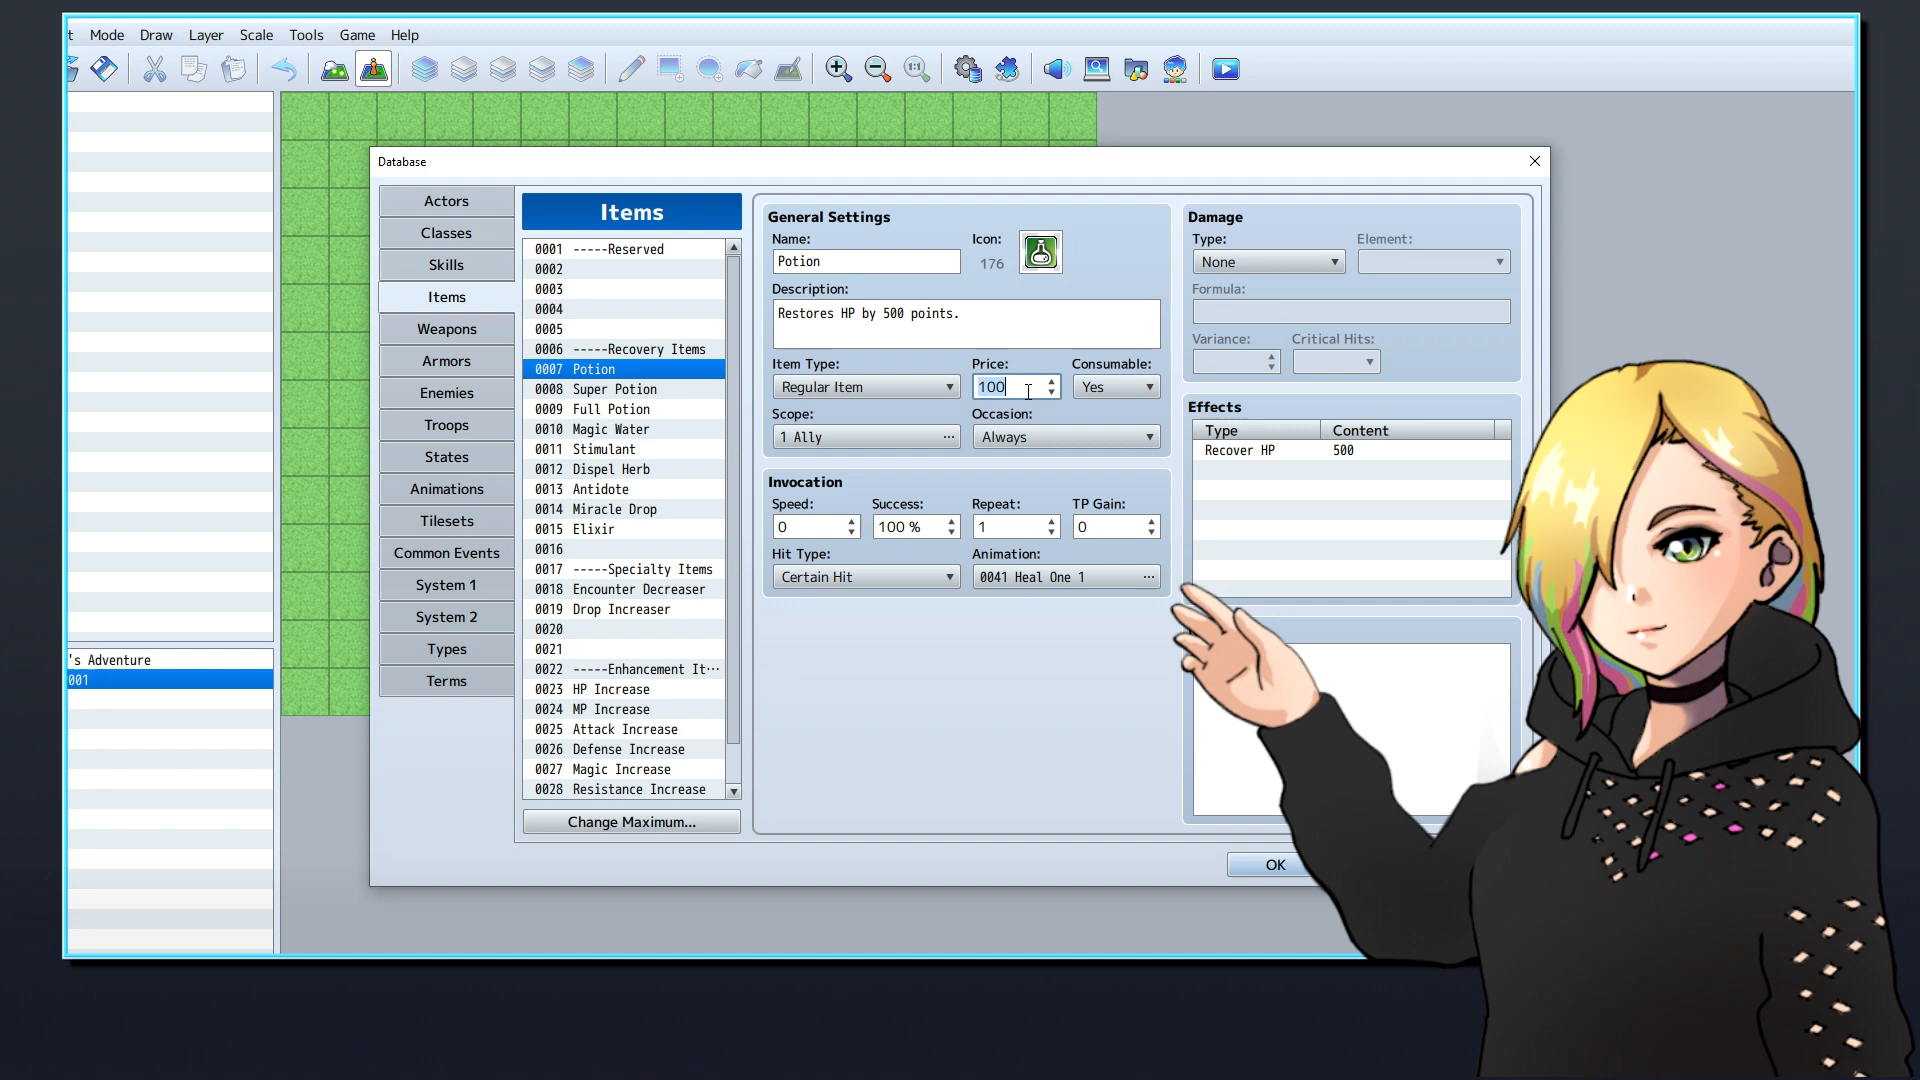 t Mode Draw Layer Scale Tools Game Help
1:1
Database
Actors
Classes
Skills
Items
Weapons
Armors
Enemies
Troops
States
Animations
Tilesets
Common Events
System 1
System 2
Types
Terms
's Adventure
001
Items
0001 -----Reserved
0002
0003
0004
0005
0006 -----Recovery Items
0007 Potion
0008 Super Potion
0009 Full Potion
0010 Magic Water
0011 Stimulant
0012 Dispel Herb
0013 Antidote
0014 Miracle Drop
0015 Elixir
0016
0017 -----Specialty Items
0018 Encounter Decreaser
0019 Drop Increaser
0020
0021
0022 -----Enhancement It…
0023 HP Increase
0024 MP Increase
0025 Attack Increase
0026 Defense Increase
0027 Magic Increase
0028 Resistance Increase
Change Maximum...
General Settings
Name: Icon:
Potion 176
Description:
Restores HP by 500 points.
Item Type: Price: Consumable:
Regular Item 100 Yes
Scope: Occasion:
1 Ally ... Always
Invocation
Speed: Success: Repeat: TP Gain:
0 100 % 1 0
Hit Type: Animation:
Certain Hit 0041 Heal One 1 ...
Damage
Type: Element:
None
Formula:
Variance: Critical Hits:
Effects
Type Content
Recover HP 500
OK